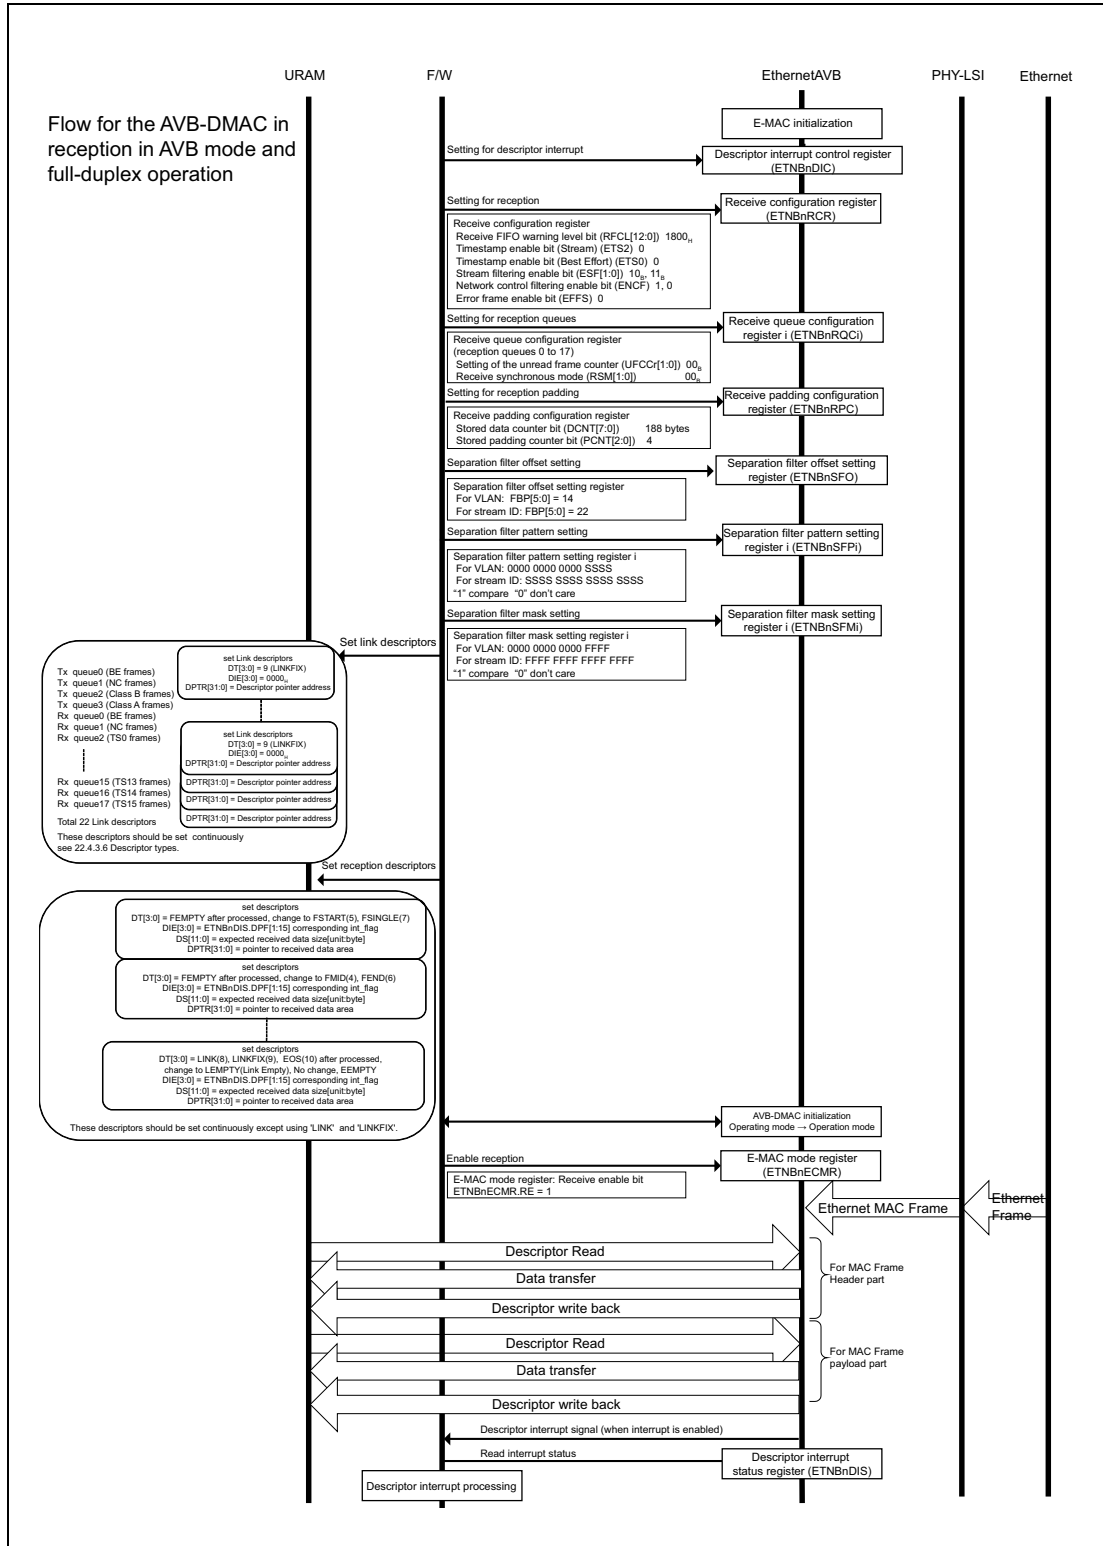 URAM
F/W
EthernetAVB
PHY-LSI
Ethernet
Flow for the AVB-DMAC in
reception in AVB mode and
full-duplex operation
E-MAC initialization
Setting for descriptor interrupt
Descriptor interrupt control register
(ETNBnDIC)
Setting for reception
Receive configuration register
(ETNBnRCR)
Receive configuration register
Receive FIFO warning level bit (RFCL[12:0]) 1800H
Timestamp enable bit (Stream) (ETS2) 0
Timestamp enable bit (Best Effort) (ETS0) 0
Stream filtering enable bit (ESF[1:0]) 10B, 11B
Network control filtering enable bit (ENCF) 1, 0
Error frame enable bit (EFFS) 0
Setting for reception queues
Receive queue configuration
register i (ETNBnRQCi)
Receive queue configuration register
(reception queues 0 to 17)
Setting of the unread frame counter (UFCCr[1:0]) 00B
Receive synchronous mode (RSM[1:0]) 00B
Setting for reception padding
Receive padding configuration
register (ETNBnRPC)
Receive padding configuration register
Stored data counter bit (DCNT[7:0]) 188 bytes
Stored padding counter bit (PCNT[2:0]) 4
Separation filter offset setting
Separation filter offset setting
register (ETNBnSFO)
Separation filter offset setting register
For VLAN: FBP[5:0] = 14
For stream ID: FBP[5:0] = 22
Separation filter pattern setting
Separation filter pattern setting
register i (ETNBnSFPi)
Separation filter pattern setting register i
For VLAN: 0000 0000 0000 SSSS
For stream ID: SSSS SSSS SSSS SSSS
“1” compare “0” don’t care
Separation filter mask setting
Separation filter mask setting
register i (ETNBnSFMi)
Separation filter mask setting register i
For VLAN: 0000 0000 0000 FFFF
For stream ID: FFFF FFFF FFFF FFFF
“1” compare “0” don’t care
Set link descriptors
Tx queue0 (BE frames)
Tx queue1 (NC frames)
Tx queue2 (Class B frames)
Tx queue3 (Class A frames)
Rx queue0 (BE frames)
Rx queue1 (NC frames)
Rx queue2 (TS0 frames)
Rx queue15 (TS13 frames)
Rx queue16 (TS14 frames)
Rx queue17 (TS15 frames)
Total 22 Link descriptors
These descriptors should be set continuously
see 22.4.3.6 Descriptor types.
set Link descriptors
DT[3:0] = 9 (LINKFIX)
DIE[3:0] = 0000H
DPTR[31:0] = Descriptor pointer address
set Link descriptors
DT[3:0] = 9 (LINKFIX)
DIE[3:0] = 0000H
DPTR[31:0] = Descriptor pointer address
DPTR[31:0] = Descriptor pointer address
DPTR[31:0] = Descriptor pointer address
DPTR[31:0] = Descriptor pointer address
Set reception descriptors
set descriptors
DT[3:0] = FEMPTY after processed, change to FSTART(5), FSINGLE(7)
DIE[3:0] = ETNBnDIS.DPF[1:15] corresponding int_flag
DS[11:0] = expected received data size[unit:byte]
DPTR[31:0] = pointer to received data area
set descriptors
DT[3:0] = FEMPTY after processed, change to FMID(4), FEND(6)
DIE[3:0] = ETNBnDIS.DPF[1:15] corresponding int_flag
DS[11:0] = expected received data size[unit:byte]
DPTR[31:0] = pointer to received data area
set descriptors
DT[3:0] = LINK(8), LINKFIX(9), EOS(10) after processed,
change to LEMPTY(Link Empty), No change, EEMPTY
DIE[3:0] = ETNBnDIS.DPF[1:15] corresponding int_flag
DS[11:0] = expected received data size[unit:byte]
DPTR[31:0] = pointer to received data area
These descriptors should be set continuously except using 'LINK' and 'LINKFIX'.
AVB-DMAC initialization
Operating mode → Operation mode
Enable reception
E-MAC mode register
(ETNBnECMR)
E-MAC mode register: Receive enable bit
ETNBnECMR.RE = 1
Ethernet MAC Frame
Ethernet
Frame
Descriptor Read
Data transfer
Descriptor write back
For MAC Frame
Header part
Descriptor Read
Data transfer
Descriptor write back
For MAC Frame
payload part
Descriptor interrupt signal (when interrupt is enabled)
Read interrupt status
Descriptor interrupt
status register (ETNBnDIS)
Descriptor interrupt processing